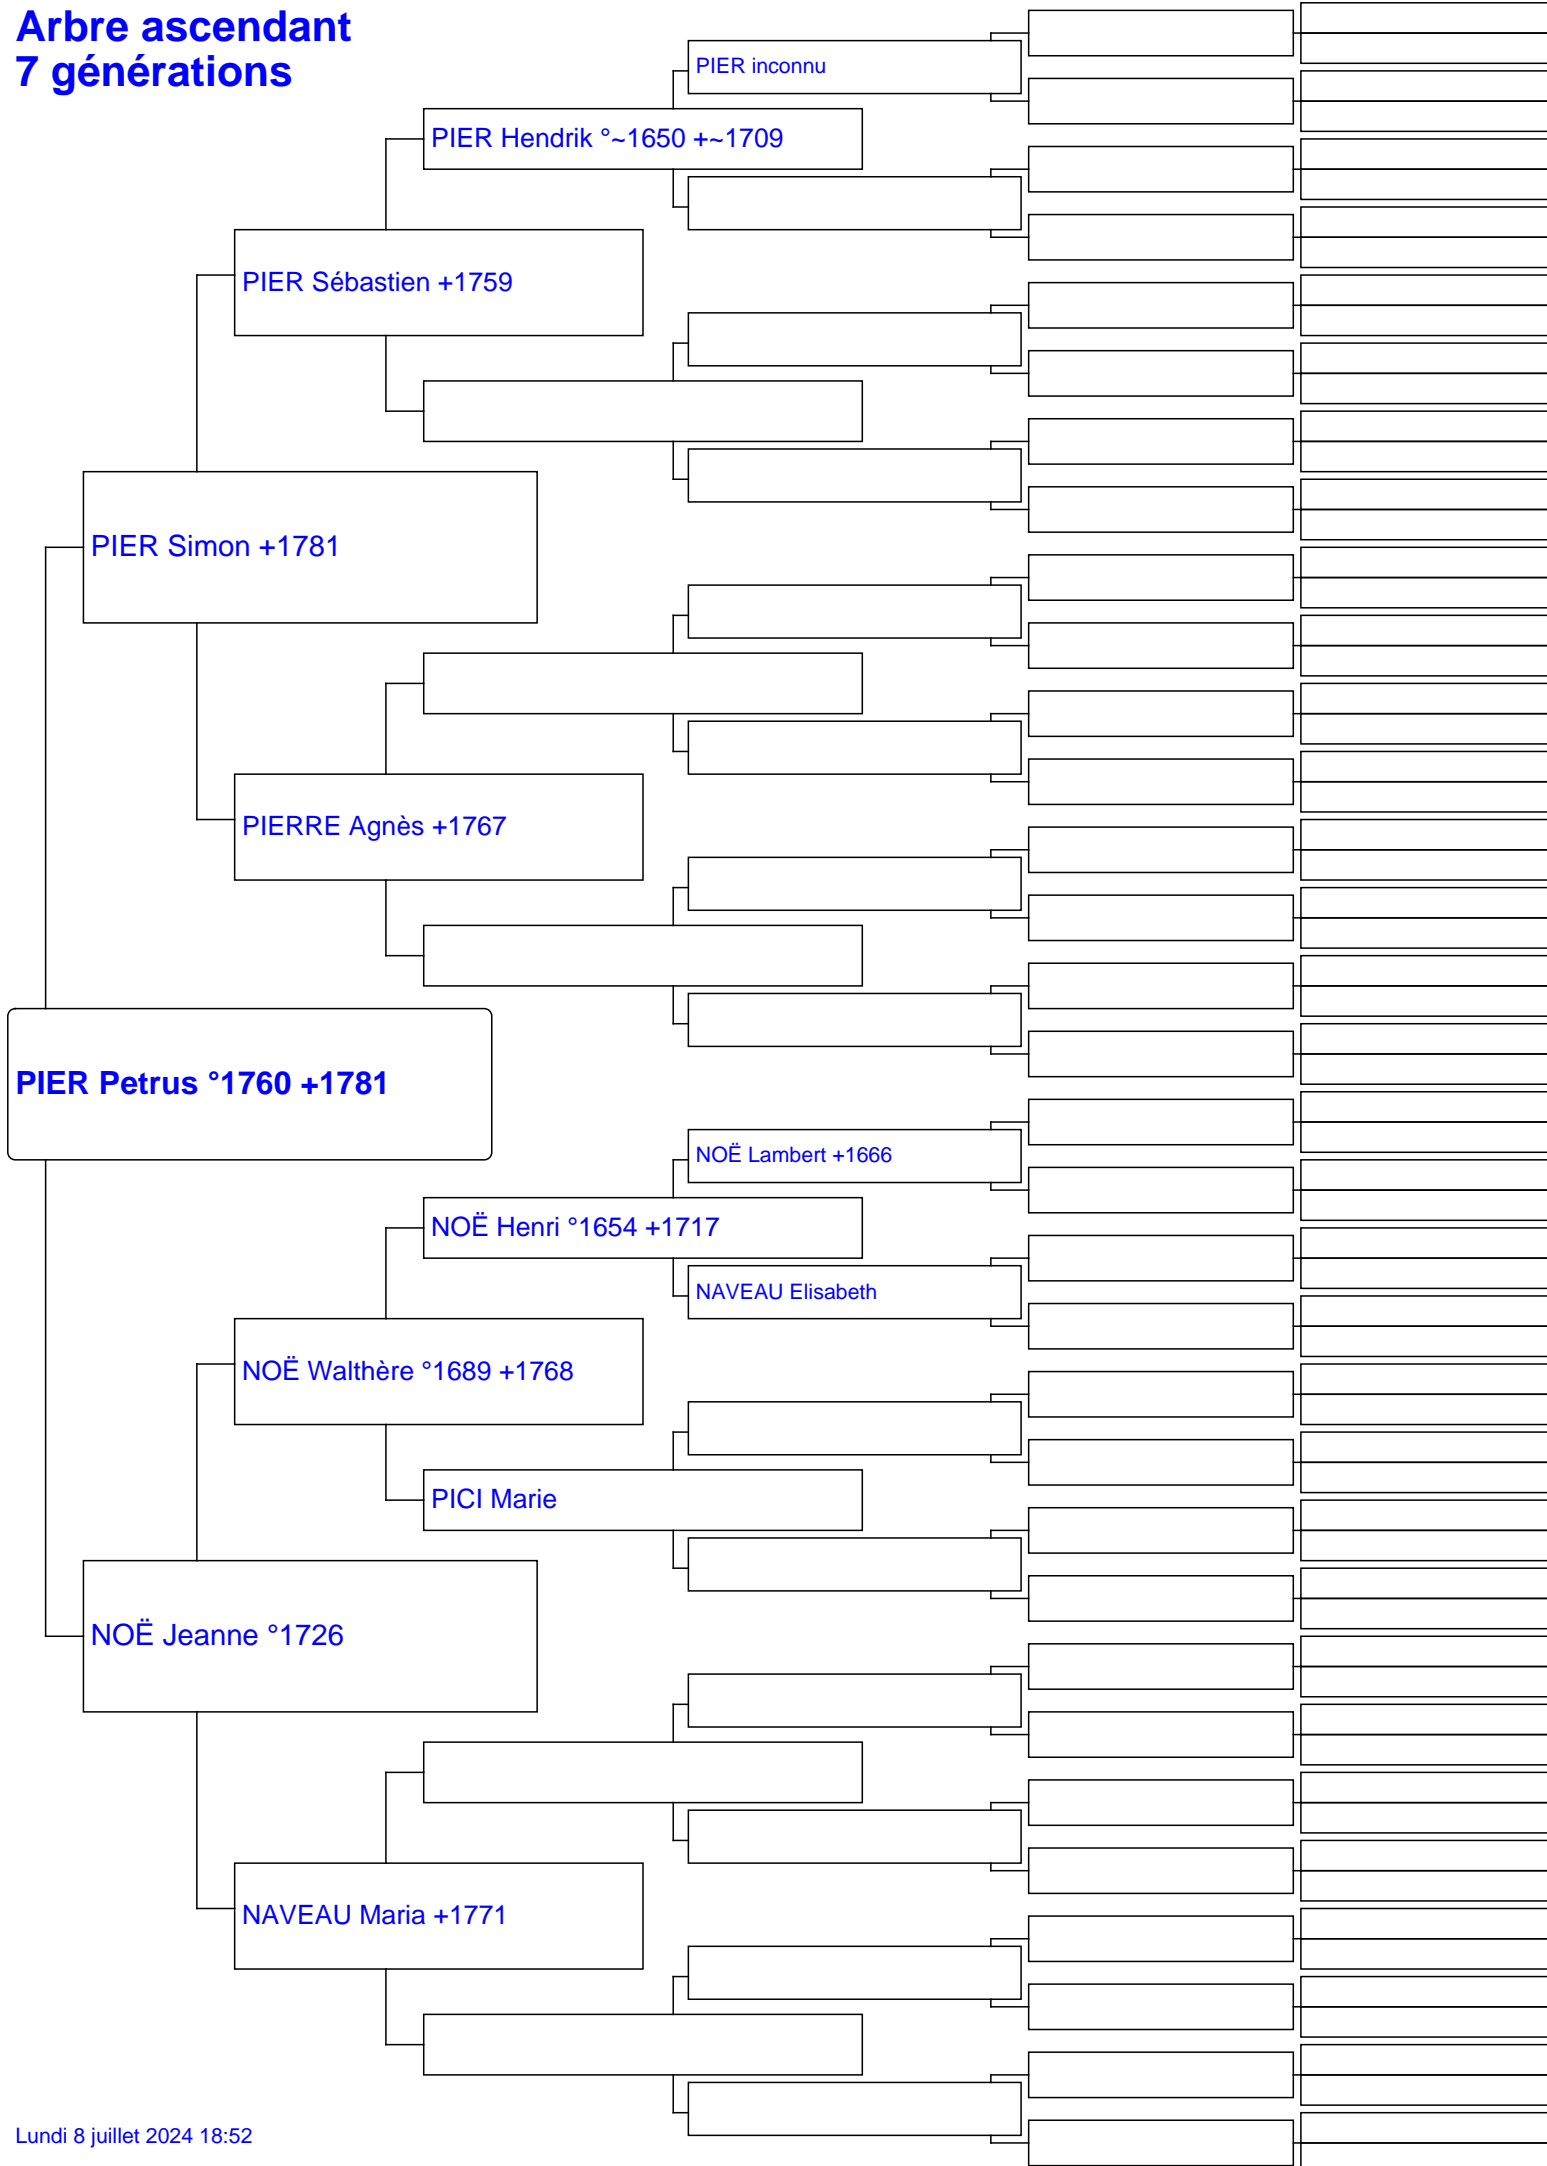 Arbre ascendant
7 générations
PIER inconnu
PIER Hendrik °~1650 +~1709
PIER Sébastien +1759
PIER Simon +1781
PIERRE Agnès +1767
PIER Petrus °1760 +1781
NOË Lambert +1666
NOË Henri °1654 +1717
NAVEAU Elisabeth
NOË Walthère °1689 +1768
PICI Marie
NOË Jeanne °1726
NAVEAU Maria +1771
Lundi 8 juillet 2024 18:52